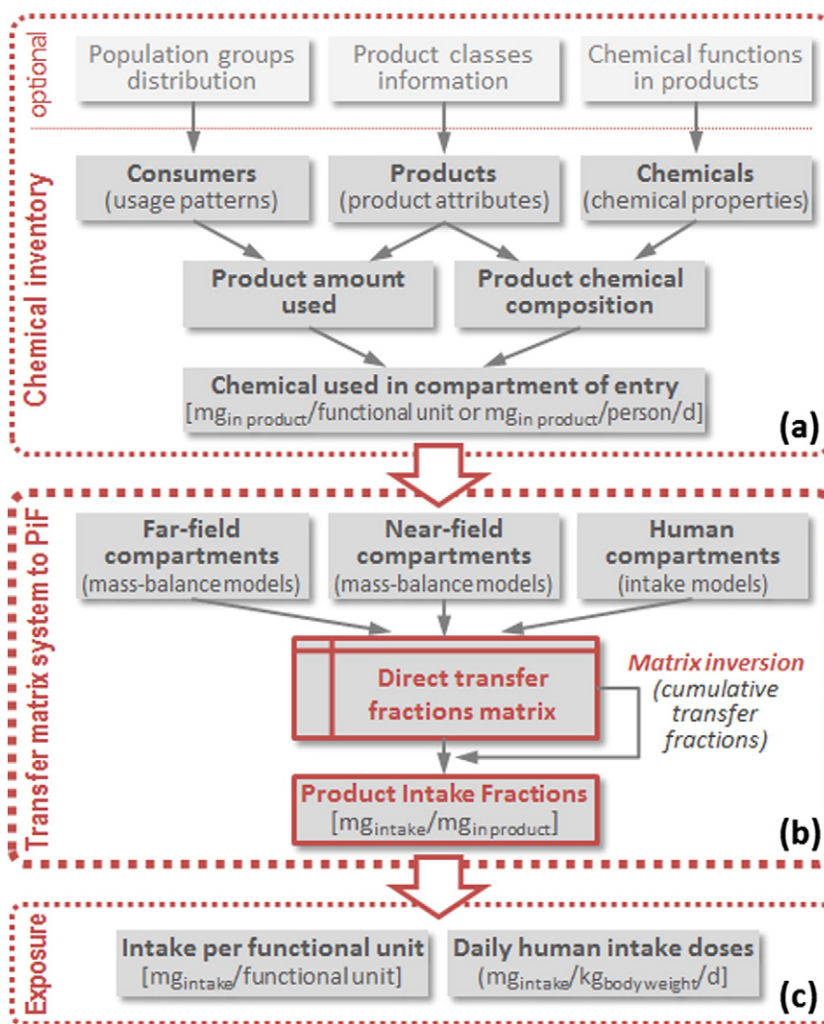 optional
Population groups
distribution
Product classes
information
Chemical functions
in products
Chemical inventory
Consumers
(usage patterns)
Products
(product attributes)
Chemicals
(chemical properties)
Product amount
used
Product chemical
composition
Chemical used in compartment of entry
[mgin product/functional unit or mgin product/person/d]
(a)
Transfer matrix system to PiF
Far-field
compartments
(mass-balance models)
Near-field
compartments
(mass-balance models)
Human
compartments
(intake models)
Direct transfer
fractions matrix
Matrix inversion
(cumulative
transfer
fractions)
Product Intake Fractions
[mgintake/mgin product]
(b)
Exposure
Intake per functional unit
[mgintake/functional unit]
Daily human intake doses
(mgintake/kgbody weight/d]
(c)